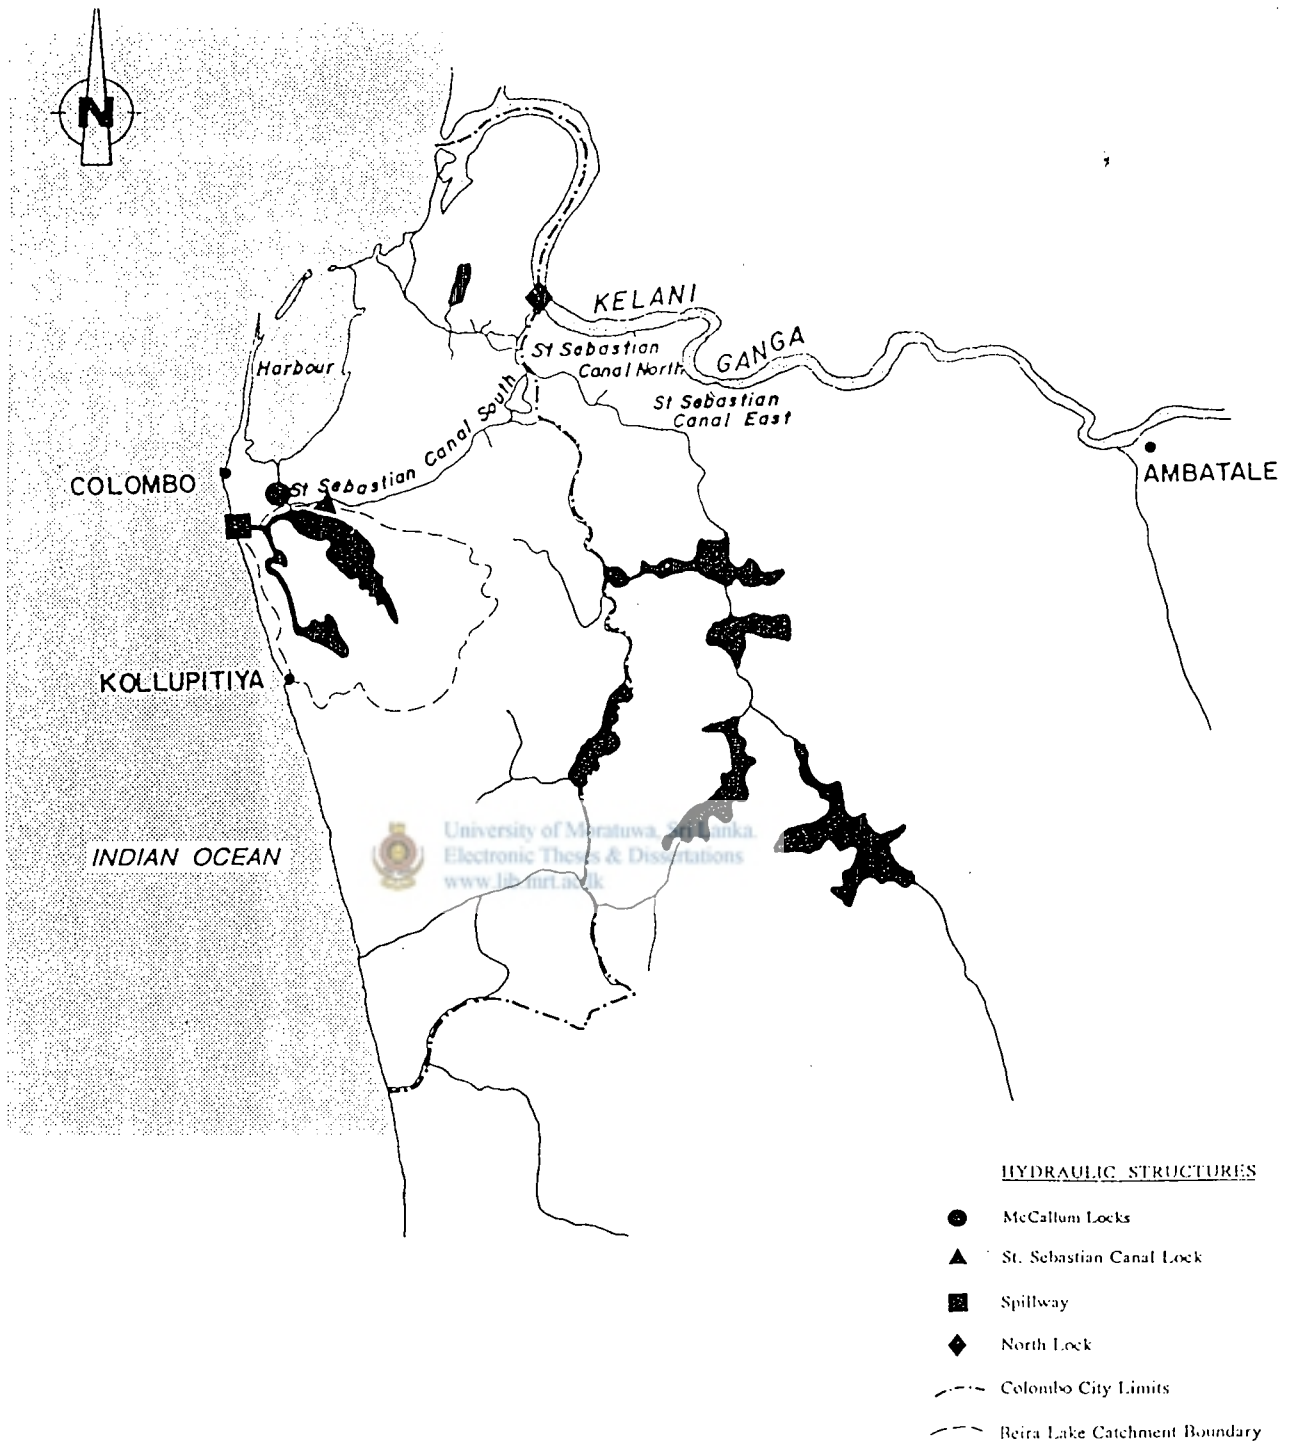 N
KELANI
GANGA
St Sebastian
Canal North
St Sebastian
Canal East
Harbour
St Sebastian Canal South
COLOMBO
AMBATALE
KOLLUPITIYA
University of Moratuwa, Sri Lanka.
Electronic Theses & Dissertations
www.lib.mrt.ac.lk
INDIAN OCEAN
HYDRAULIC STRUCTURES
McCallum Locks
St. Sebastian Canal Lock
Spillway
North Lock
Colombo City Limits
Beira Lake Catchment Boundary